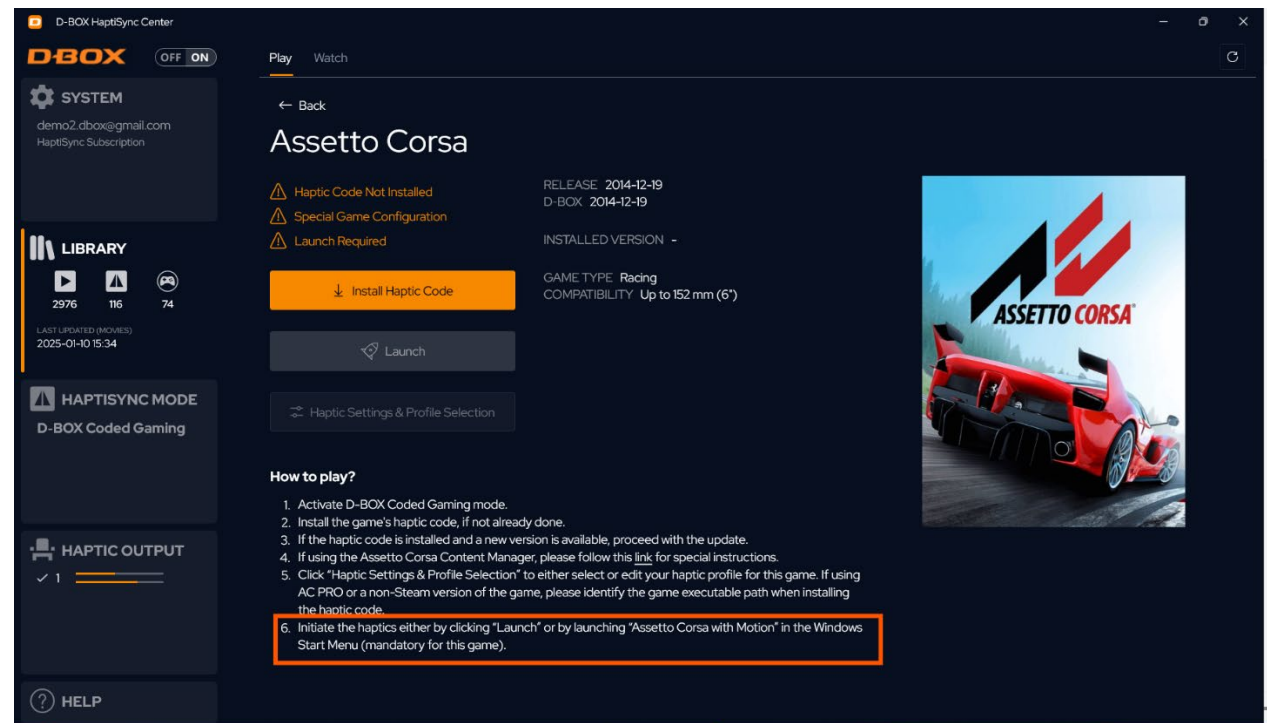 D-BOX HaptiSync Center
D-BOX
OFF ON
Play Watch
SYSTEM
demo2.dbox@gmail.com
HaptiSync Subscription
← Back
Assetto Corsa
Haptic Code Not Installed
Special Game Configuration
Launch Required
RELEASE 2014-12-19
D-BOX 2014-12-19
INSTALLED VERSION -
GAME TYPE Racing
COMPATIBILITY Up to 152 mm (6")
Install Haptic Code
Launch
Haptic Settings & Profile Selection
ASSETTO CORSA
LIBRARY
2976 116 74
LAST UPDATED (MOVIES)
2025-01-10 15:34
HAPTISYNC MODE
D-BOX Coded Gaming
HAPTIC OUTPUT
✓ 1
HELP
How to play?
1. Activate D-BOX Coded Gaming mode.
2. Install the game's haptic code, if not already done.
3. If the haptic code is installed and a new version is available, proceed with the update.
4. If using the Assetto Corsa Content Manager, please follow this link for special instructions.
5. Click "Haptic Settings & Profile Selection" to either select or edit your haptic profile for this game. If using
AC PRO or a non-Steam version of the game, please identify the game executable path when installing
the haptic code.
6. Initiate the haptics either by clicking "Launch" or by launching "Assetto Corsa with Motion" in the Windows
Start Menu (mandatory for this game).